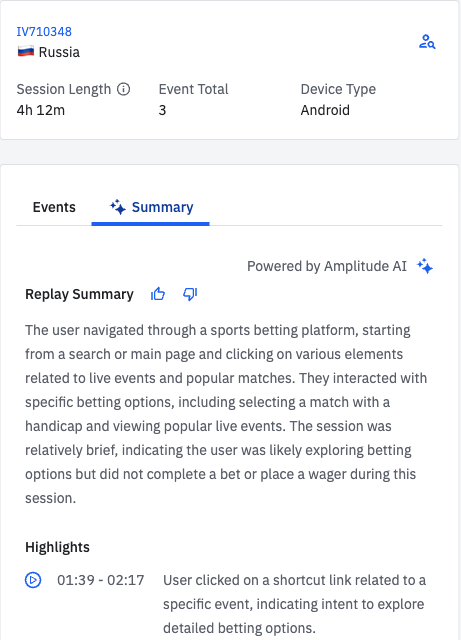 IV710348
Russia
Session Length Event Total Device Type
4h 12m 3 Android
Events Summary
Powered by Amplitude AI
Replay Summary
The user navigated through a sports betting platform, starting
from a search or main page and clicking on various elements
related to live events and popular matches. They interacted with
specific betting options, including selecting a match with a
handicap and viewing popular live events. The session was
relatively brief, indicating the user was likely exploring betting
options but did not complete a bet or place a wager during this
session.
Highlights
01:39 - 02:17 User clicked on a shortcut link related to a
specific event, indicating intent to explore
detailed betting options.